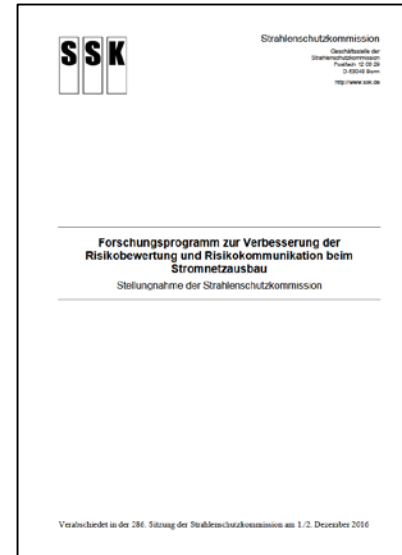 SSK
Strahlenschutzkommission
Geschäftsstelle der
Strahlenschutzkommission
Postfach 12 06 29
D-53048 Bonn
http://www.ssk.de
Forschungsprogramm zur Verbesserung der
Risikobewertung und Risikokommunikation beim
Stromnetzausbau
Stellungnahme der Strahlenschutzkommission
Verabschiedet in der 286. Sitzung der Strahlenschutzkommission am 1./2. Dezember 2016